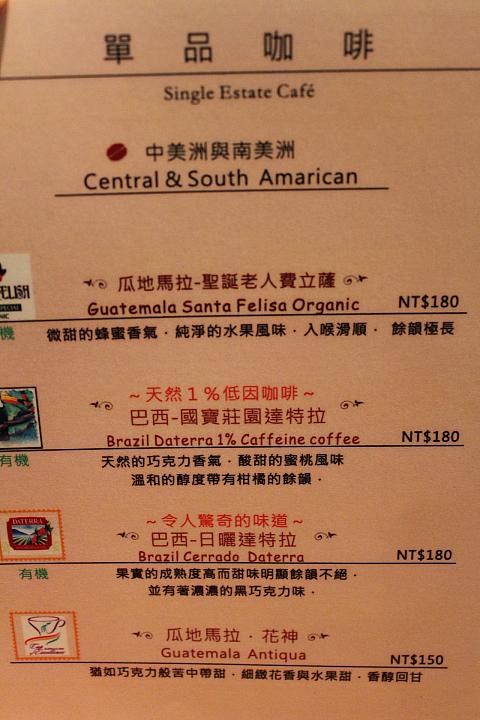 單品咖啡
Single Estate Café
中美洲與南美洲
Central & South Amarican
瓜地馬拉-聖誕老人費立薩
Guatemala Santa Felisa Organic NT$180
機 微甜的蜂蜜香氣．純淨的水果風味．入喉滑順． 餘韻極長
～天然１％低因咖啡～
巴西-國寶莊園達特拉
Brazil Daterra 1% Caffeine coffee NT$180
有機 天然的巧克力香氣．酸甜的蜜桃風味
溫和的醇度帶有柑橘的餘韻．
～令人驚奇的味道～
DATERRA
巴西-日曬達特拉
Brazil Cerrado Daterra NT$180
有機 果實的成熟度高而甜味明顯餘韻不絕．
並有著濃濃的黑巧克力味．
瓜地馬拉．花神
Guatemala Antiqua NT$150
猶如巧克力般苦中帶甜．細緻花香與水果甜．香醇回甘